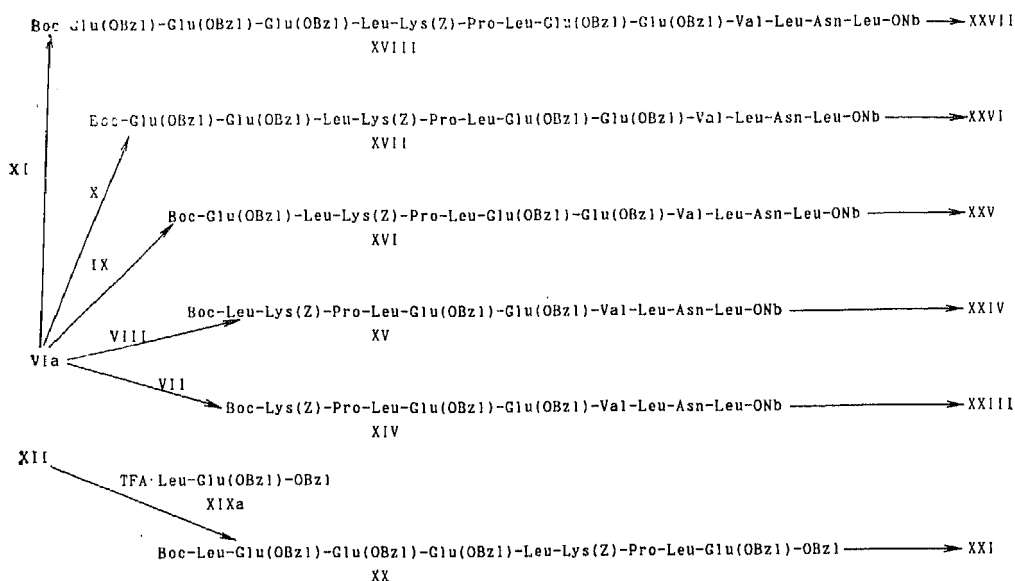 Boc-Glu(OBzl)-Glu(OBzl)-Glu(OBzl)-Leu-Lys(Z)-Pro-Leu-Glu(OBzl)-Glu(OBzl)-Val-Leu-Asn-Leu-ONb XXVII
XVIII
Boc-Glu(OBzl)-Glu(OBzl)-Leu-Lys(Z)-Pro-Leu-Glu(OBzl)-Glu(OBzl)-Val-Leu-Asn-Leu-ONb XXVI
XVII
XI
X
Boc-Glu(OBzl)-Leu-Lys(Z)-Pro-Leu-Glu(OBzl)-Glu(OBzl)-Val-Leu-Asn-Leu-ONb XXV
XVI
IX
Boc-Leu-Lys(Z)-Pro-Leu-Glu(OBzl)-Glu(OBzl)-Val-Leu-Asn-Leu-ONb XXIV
VIII XV
VIa
VII
Boc-Lys(Z)-Pro-Leu-Glu(OBzl)-Glu(OBzl)-Val-Leu-Asn-Leu-ONb XXIII
XIV
XII
TFA·Leu-Glu(OBzl)-OBzl
XIXa
Boc-Leu-Glu(OBzl)-Glu(OBzl)-Glu(OBzl)-Leu-Lys(Z)-Pro-Leu-Glu(OBzl)-OBzl XXI
XX